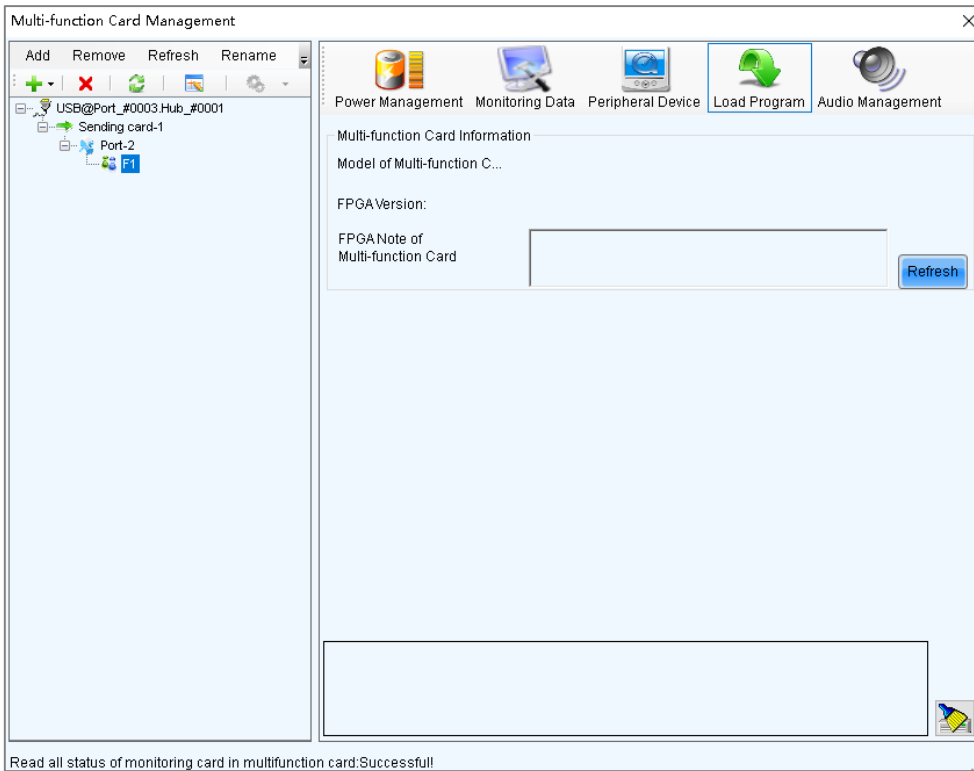 Multi-function Card Management
Add Remove Refresh Rename
USB@Port_#0003.Hub_#0001
Sending card-1
Port-2
F1
Power Management Monitoring Data Peripheral Device Load Program Audio Management
Multi-function Card Information
Model of Multi-function C...
FPGA Version:
FPGA Note of
Multi-function Card
Refresh
Read all status of monitoring card in multifunction card:Successful!